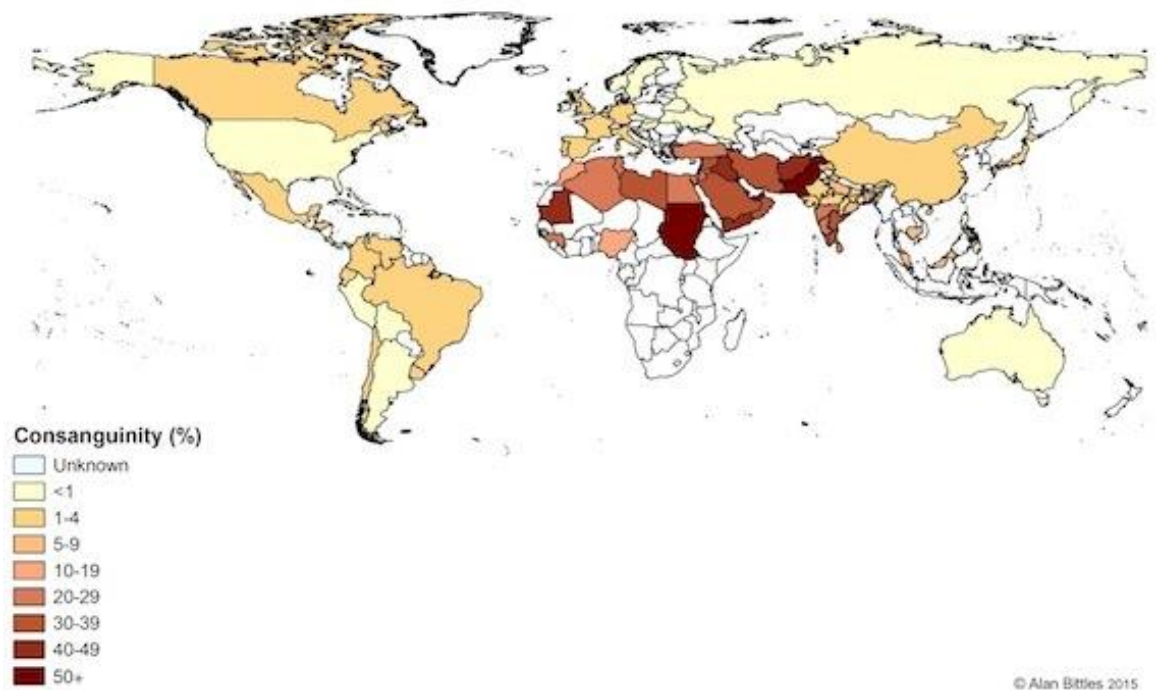 Consanguinity (%)
Unknown
<1
1-4
5-9
10-19
20-29
30-39
40-49
50+
© Alan Bittles 2015